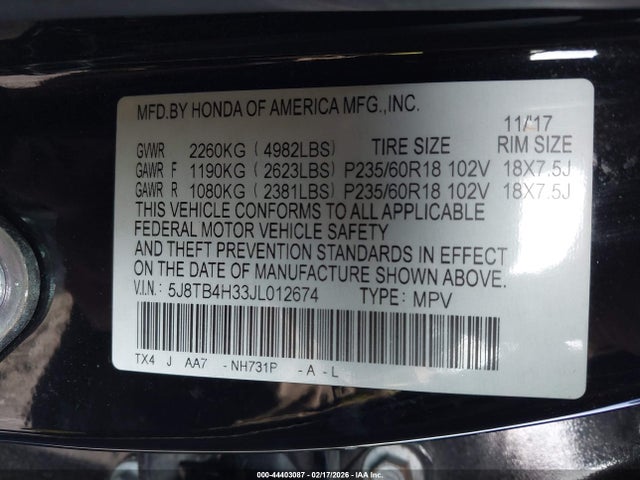 MFD.BY HONDA OF AMERICA MFG.,INC.
11/'17
GVWR 2260KG ( 4982LBS) TIRE SIZE RIM SIZE
GAWR F 1190KG ( 2623LBS) P235/60R18 102V 18X7.5J
GAWR R 1080KG ( 2381LBS) P235/60R18 102V 18X7.5J
THIS VEHICLE CONFORMS TO ALL APPLICABLE
FEDERAL MOTOR VEHICLE SAFETY
AND THEFT PREVENTION STANDARDS IN EFFECT
ON THE DATE OF MANUFACTURE SHOWN ABOVE.
V.I.N.: 5J8TB4H33JL012674 TYPE: MPV
TX4 J AA7 - NH731P - A - L
000-44403087 - 02/17/2026 - IAA